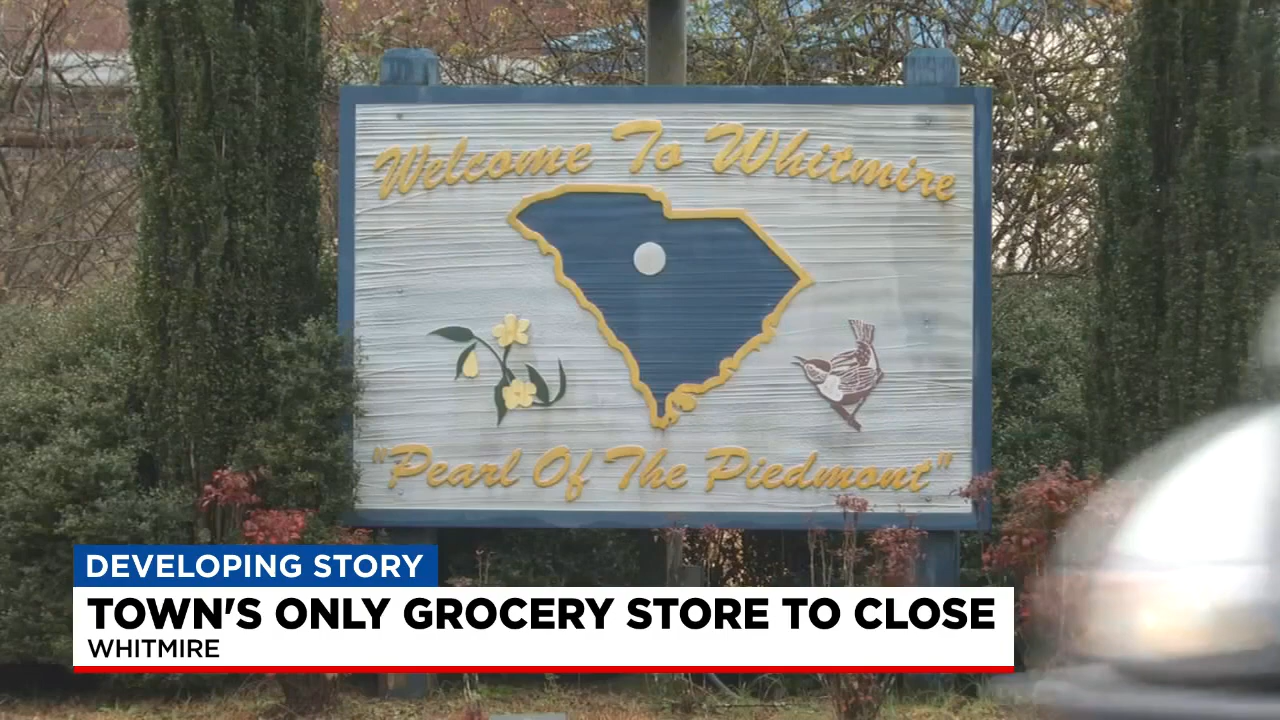 Welcome To Whitmire
"Pearl Of The Piedmont"
DEVELOPING STORY
TOWN'S ONLY GROCERY STORE TO CLOSE
WHITMIRE